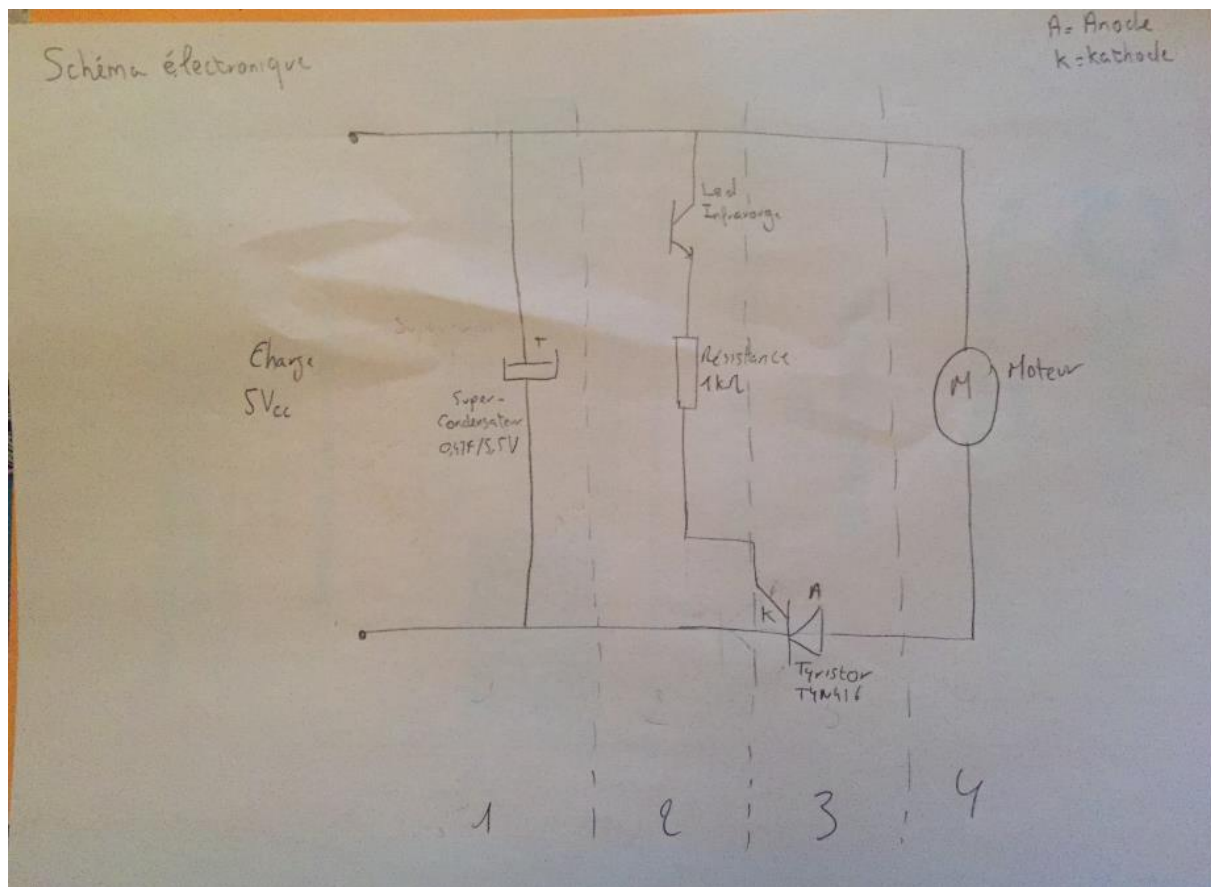 Schéma électronique
A= Anode
K= kathode
Led
Infrarouge
Charge
5Vcc
+
Super-
Condensateur
0,47F/5,5V
Résistance
1kΩ
M
Moteur
K
A
Tyristor
TYN416
1
2
3
4